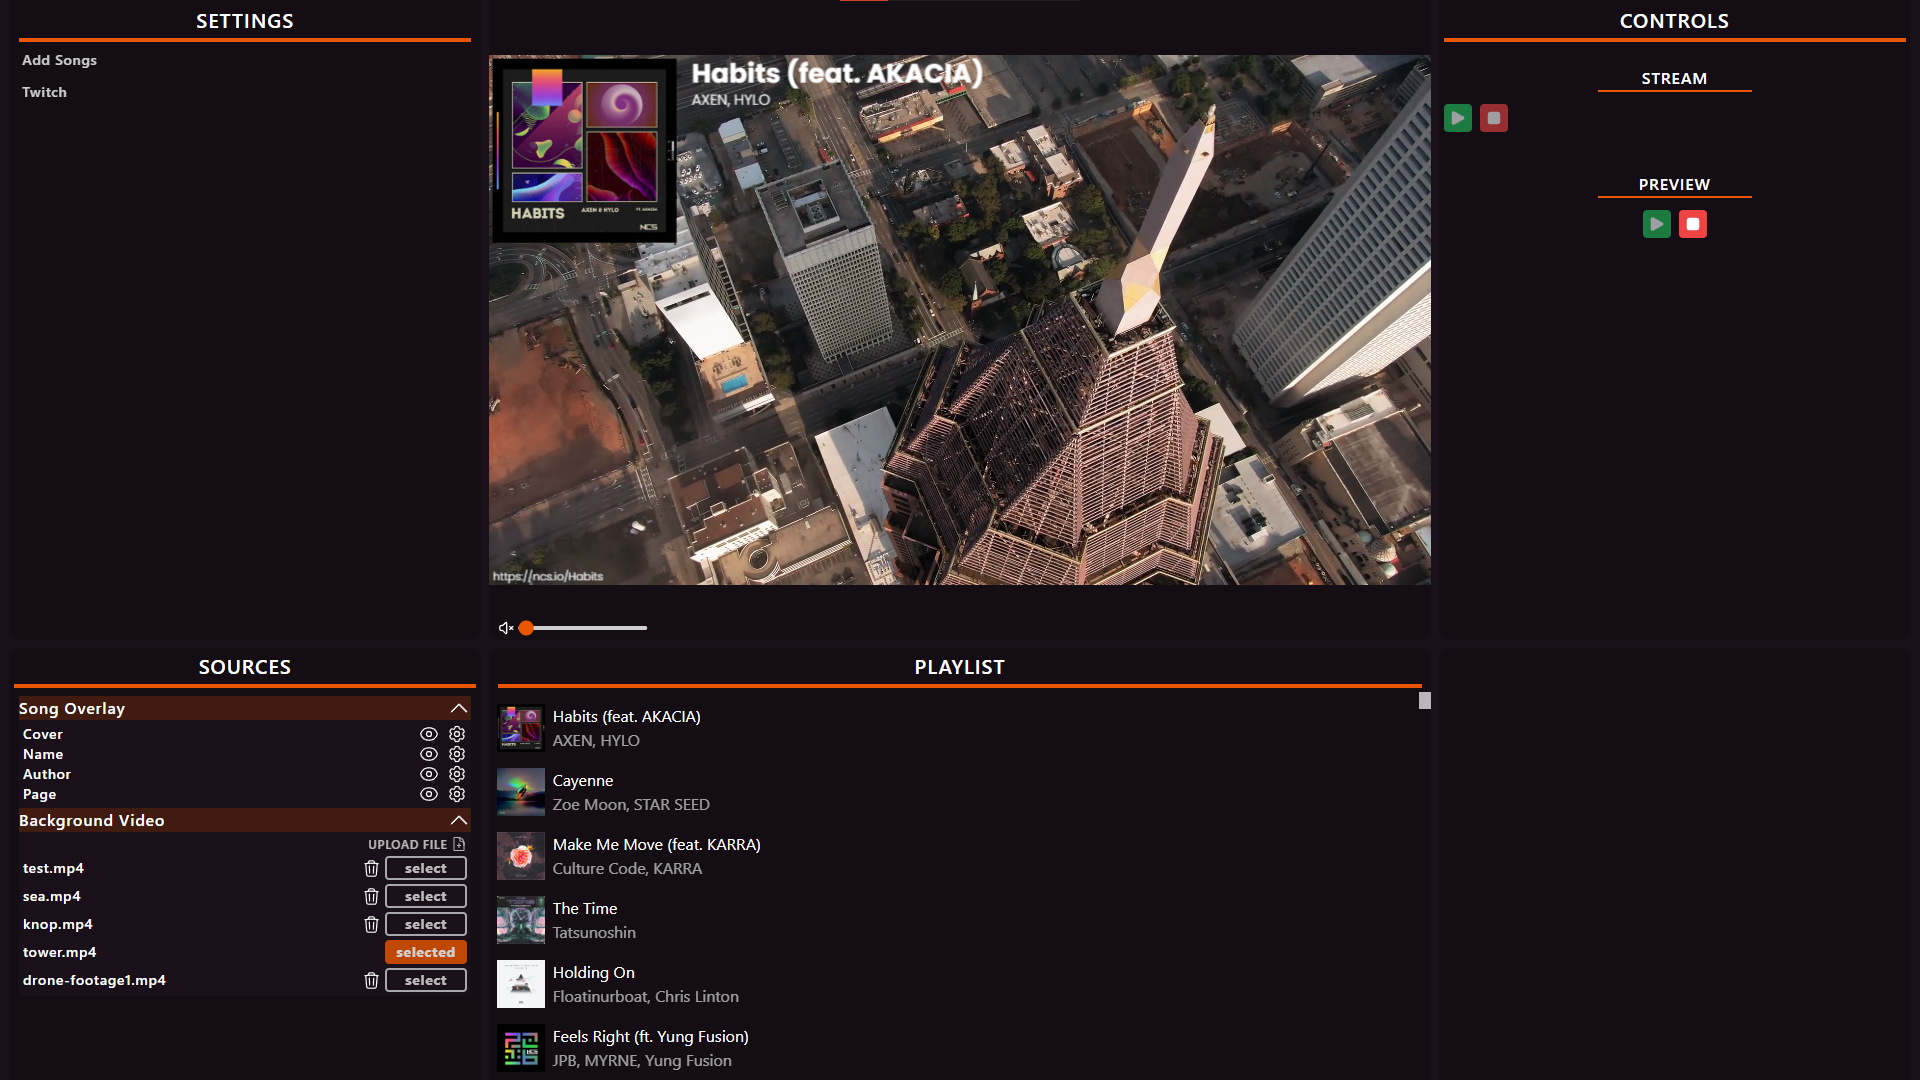 SETTINGS
Add Songs
Twitch
Habits (feat. AKACIA)
AXEN, HYLO
HABITS
AXEN & HYLO
FT. AKACIA
NCS
https://ncs.io/Habits
CONTROLS
STREAM
PREVIEW
SOURCES
Song Overlay
Cover
Name
Author
Page
Background Video
UPLOAD FILE
test.mp4 select
sea.mp4 select
knop.mp4 select
tower.mp4 selected
drone-footage1.mp4 select
PLAYLIST
Habits (feat. AKACIA)
AXEN, HYLO
Cayenne
Zoe Moon, STAR SEED
Make Me Move (feat. KARRA)
Culture Code, KARRA
The Time
Tatsunoshin
Holding On
Floatinurboat, Chris Linton
Feels Right (ft. Yung Fusion)
JPB, MYRNE, Yung Fusion